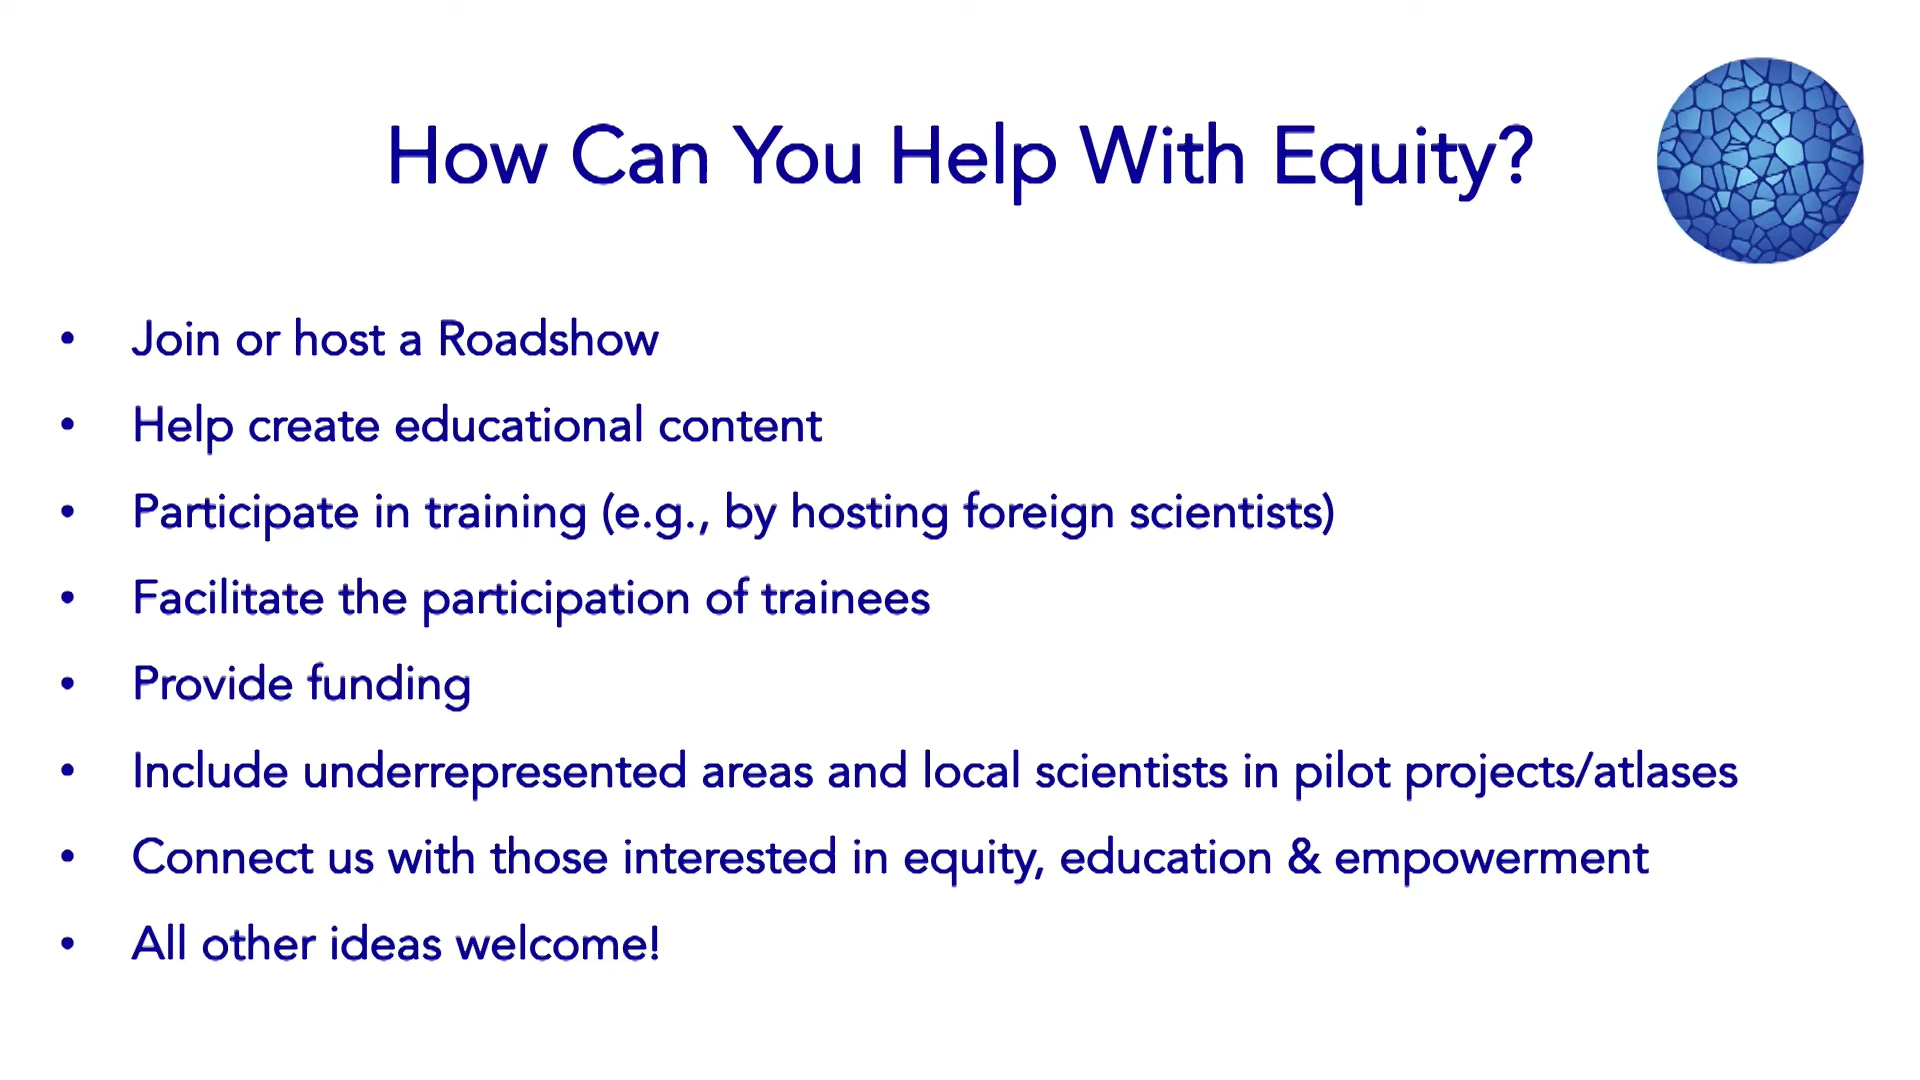 How Can You Help With Equity?
• Join or host a Roadshow
• Help create educational content
• Participate in training (e.g., by hosting foreign scientists)
• Facilitate the participation of trainees
• Provide funding
• Include underrepresented areas and local scientists in pilot projects/atlases
• Connect us with those interested in equity, education & empowerment
• All other ideas welcome!